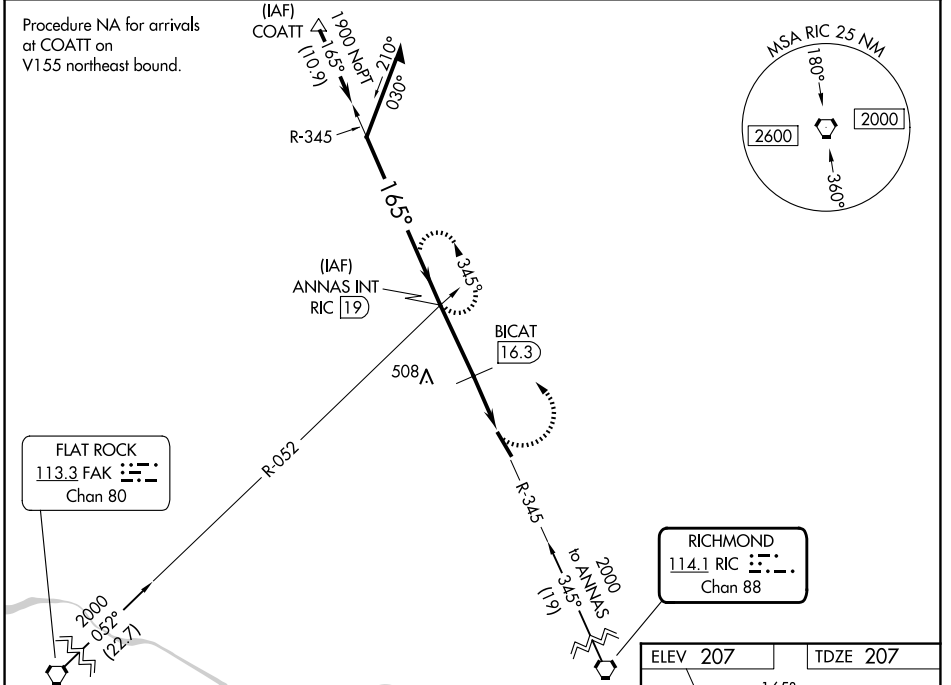 Procedure NA for arrivals
at COATT on
V155 northeast bound.
(IAF)
COATT
1900 NoPT
165°
(10.9)
210°
030°
R-345
165°
MSA RIC 25 NM
180°
2600
2000
360°
(IAF)
ANNAS INT
RIC 19
345°
BICAT
16.3
508
R-052
FLAT ROCK
113.3 FAK
Chan 80
2000
052°
(22.7)
R-345
2000
to ANNAS
345°
(19)
RICHMOND
114.1 RIC
Chan 88
ELEV 207
TDZE 207